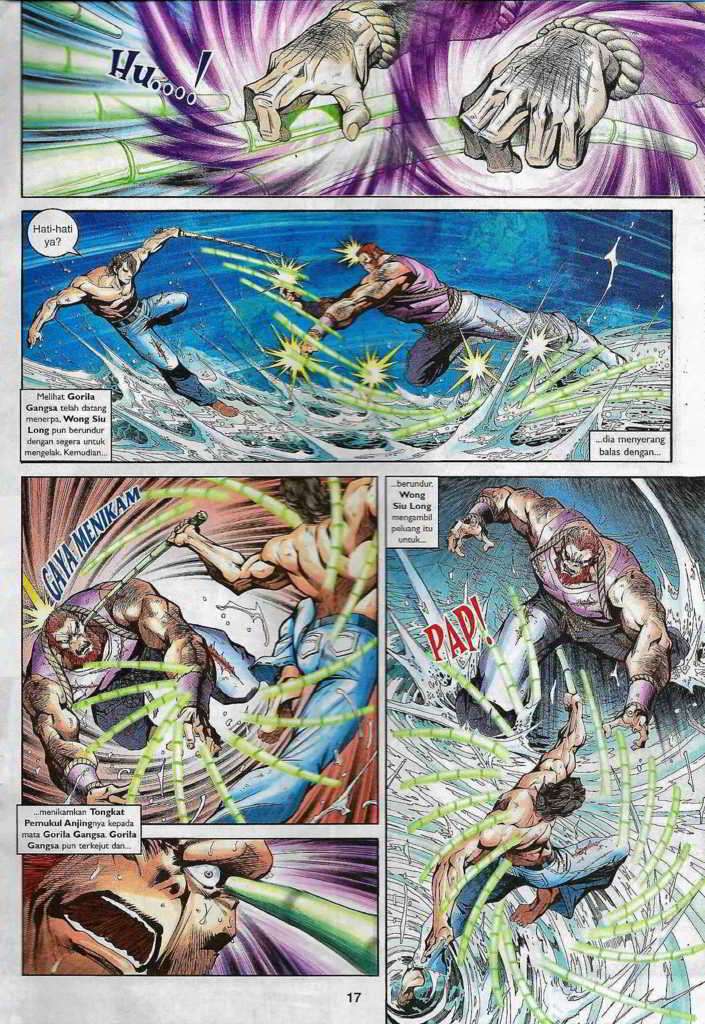 Hu....!
Hati-hati
ya?
Melihat Gorila
Gangsa telah datang
menerpa, Wong Siu
Long pun berundur
dengan segera untuk
mengelak. Kemudian...
...dia menyerang
balas dengan...
GAYA MENIKAM
...menikamkan Tongkat
Pemukul Anjingnya kepada
mata Gorila Gangsa. Gorila
Gangsa pun terkejut dan...
...berundur.
Wong
Siu Long
mengambil
peluang itu
untuk...
PAP!
17